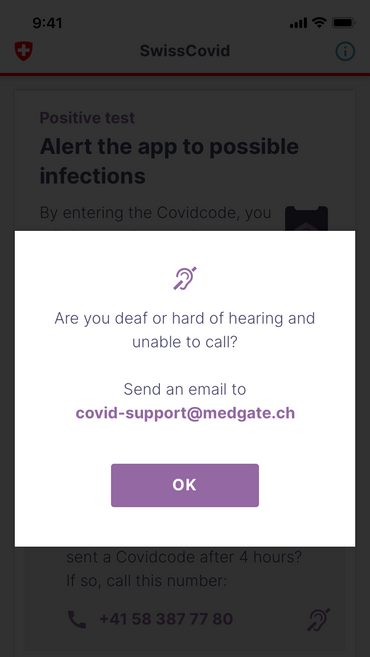 9:41
SwissCovid
Positive test
Alert the app to possible
infections
By entering the Covidcode, you
Are you deaf or hard of hearing and
unable to call?
Send an email to
covid-support@medgate.ch
OK
sent a Covidcode after 4 hours?
If so, call this number:
+41 58 387 77 80